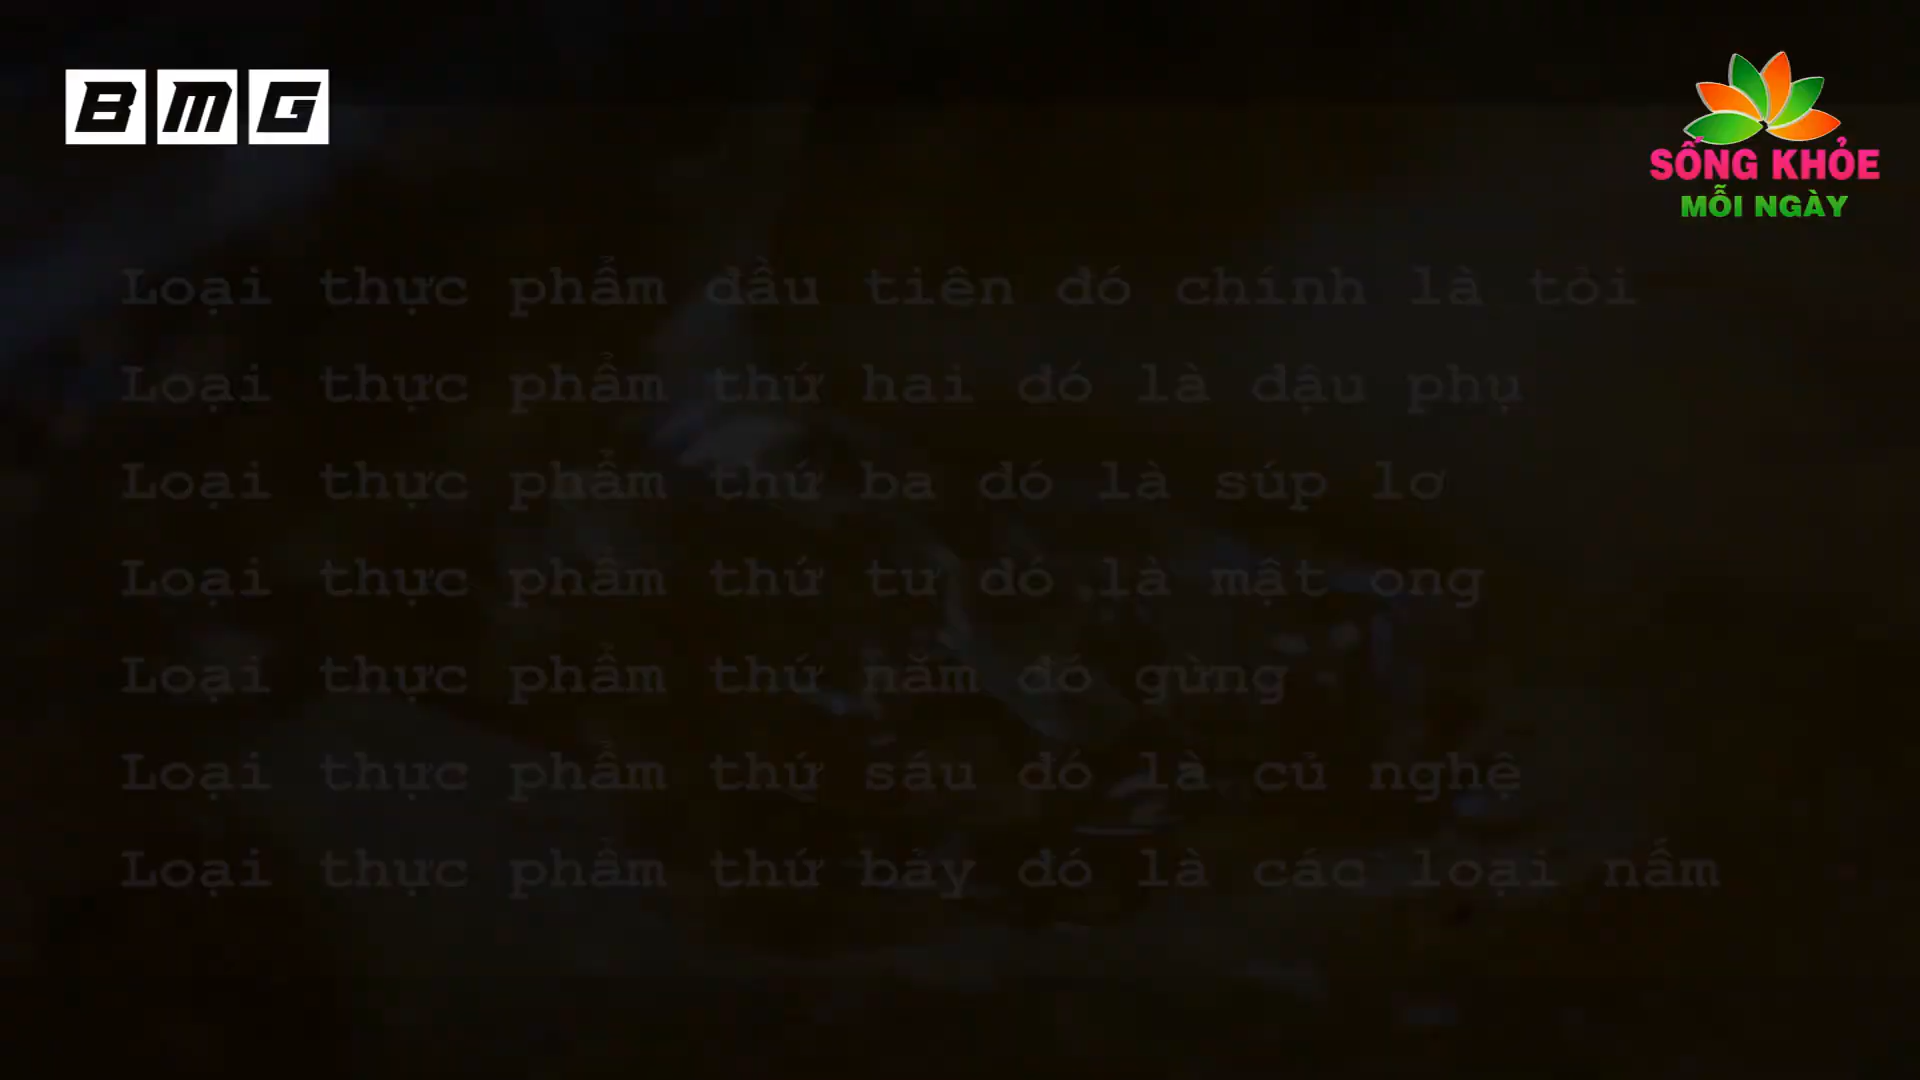 BMG
SỐNG KHỎE
MỖI NGÀY
Loại thực phẩm đầu tiên đó chính là tỏi
Loại thực phẩm thứ hai đó là đậu phụ
Loại thực phẩm thứ ba đó là súp lơ
Loại thực phẩm thứ tư đó là mật ong
Loại thực phẩm thứ năm đó gừng
Loại thực phẩm thứ sáu đó là củ nghệ
Loại thực phẩm thứ bảy đó là các loại nấm